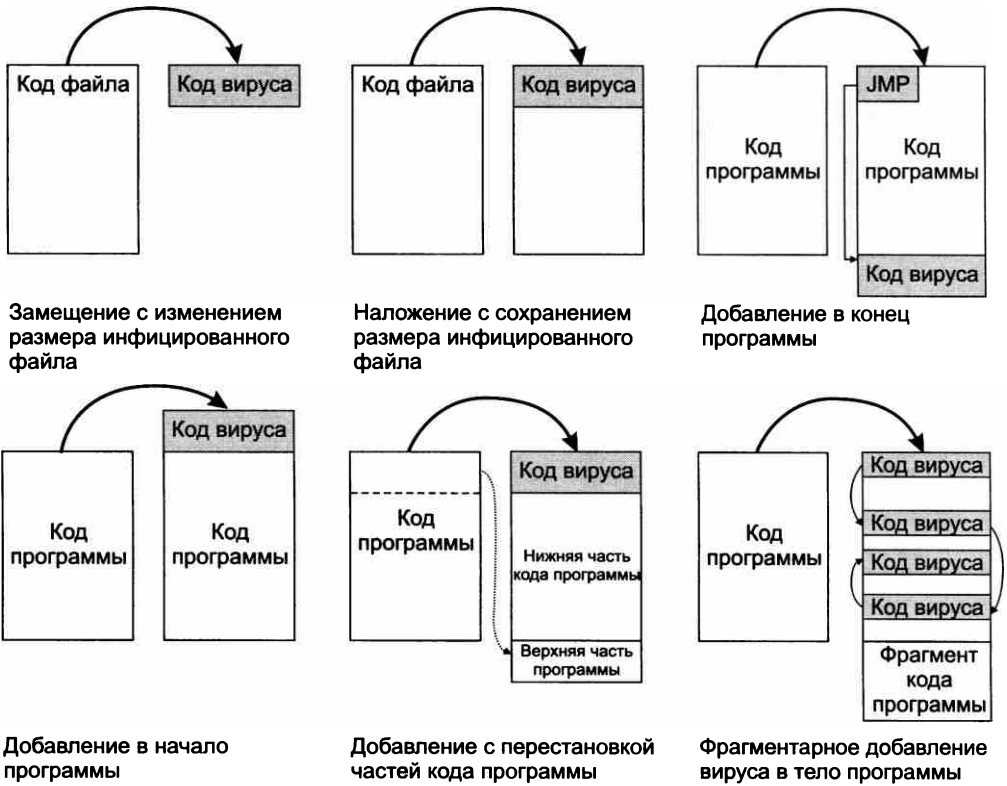 Код файла
Код вируса
Замещение с изменением
размера инфицированного
файла
Код файла
Код вируса
Наложение с сохранением
размера инфицированного
файла
Код
программы
JMP
Код
программы
Код вируса
Добавление в конец
программы
Код
программы
Код вируса
Код
программы
Добавление в начало
программы
Код
программы
Код вируса
Нижняя часть
кода программы
Верхняя часть
программы
Добавление с перестановкой
частей кода программы
Код
программы
Код вируса
Код вируса
Код вируса
Код вируса
Фрагмент
кода
программы
Фрагментарное добавление
вируса в тело программы